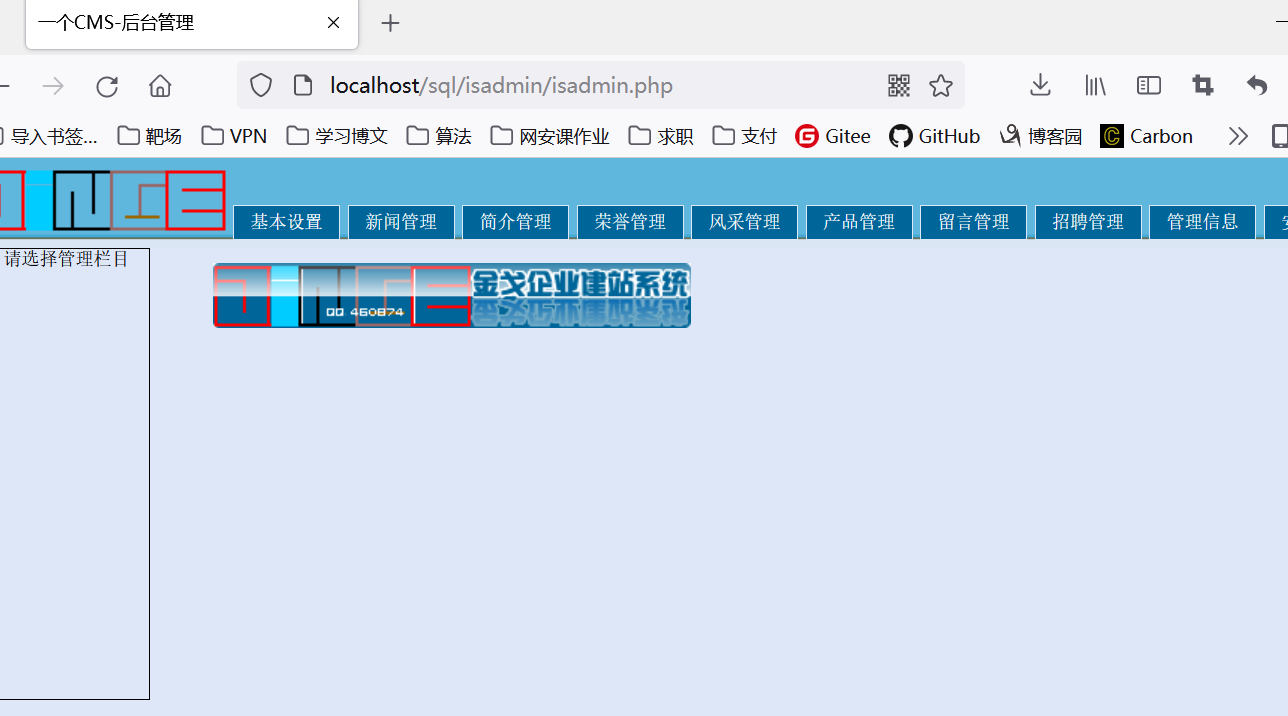 一个CMS-后台管理
localhost/sql/isadmin/isadmin.php
导入书签... 靶场 VPN 学习博文 算法 网安课作业 求职 支付 Gitee GitHub 博客园 Carbon
基本设置 新闻管理 简介管理 荣誉管理 风采管理 产品管理 留言管理 招聘管理 管理信息
请选择管理栏目
金戈企业建站系统
QQ 460874